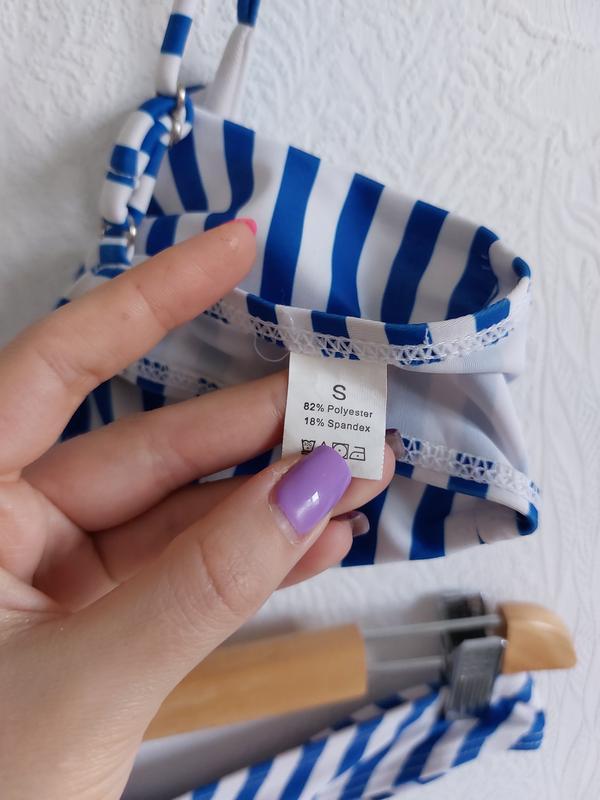 S
82% Polyester
18% Spandex